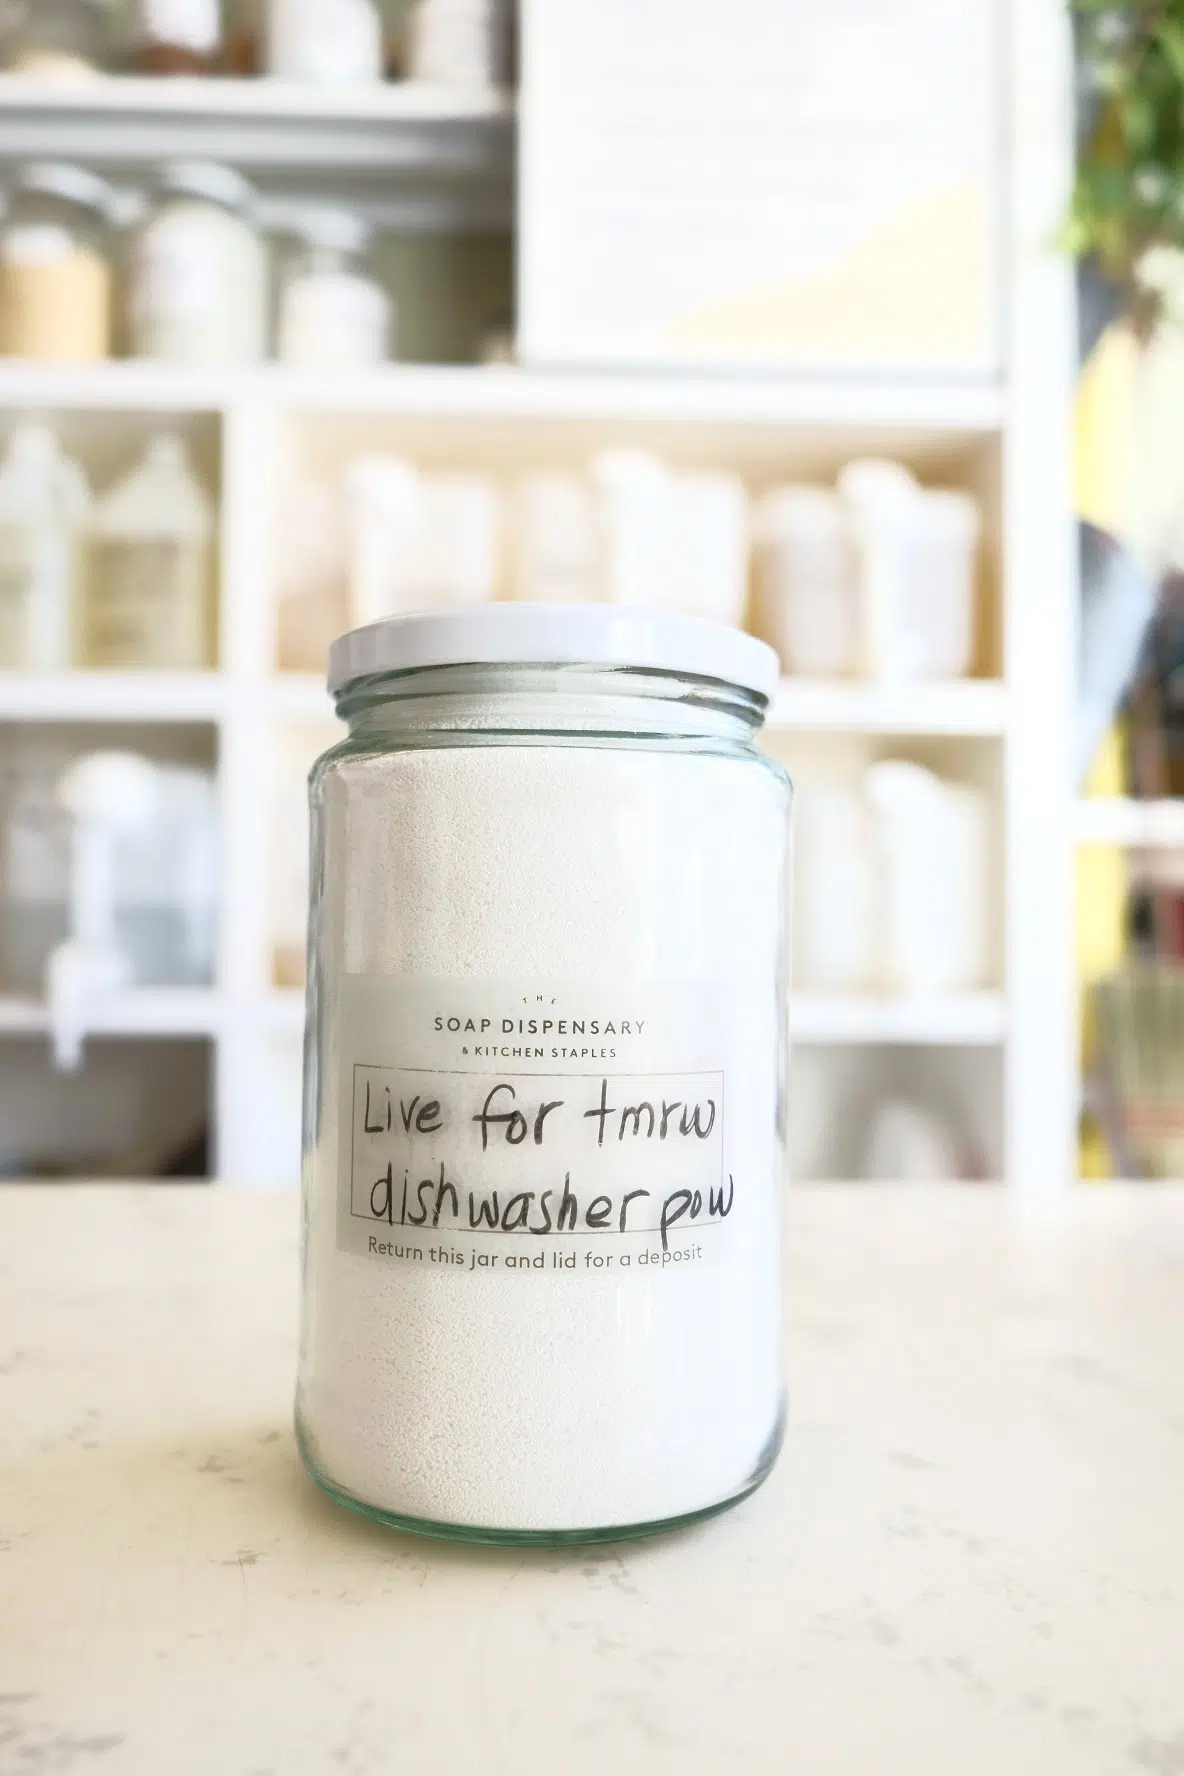 THE
SOAP DISPENSARY
& KITCHEN STAPLES
Live for tmrw
dishwasher pow
Return this jar and lid for a deposit